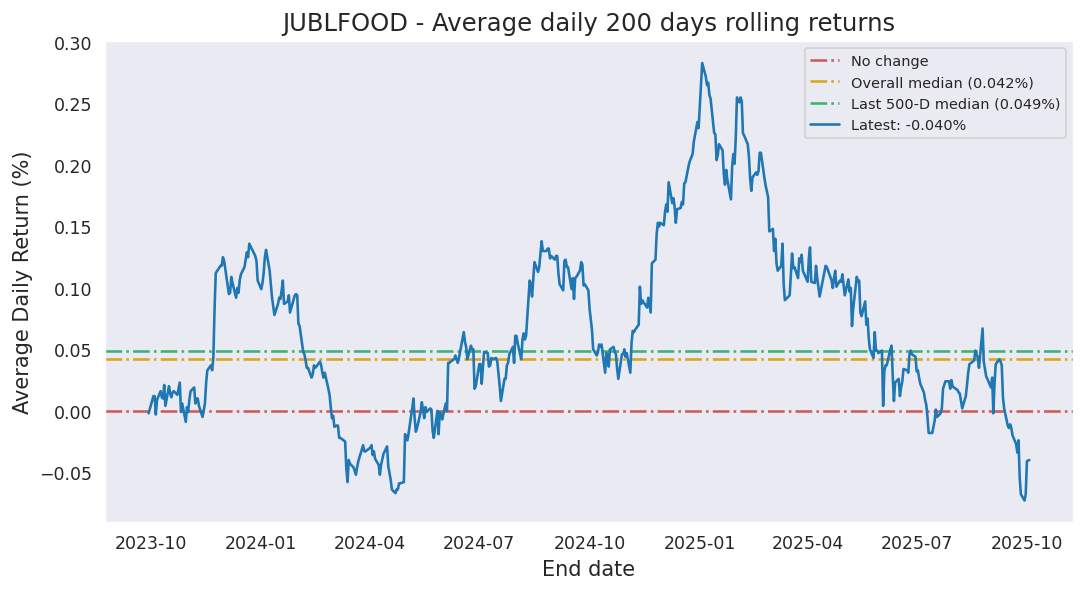 JUBLFOOD - Average daily 200 days rolling returns
Average Daily Return (%)
0.30
0.25
0.20
0.15
0.10
0.05
0.00
−0.05
No change
Overall median (0.042%)
Last 500-D median (0.049%)
Latest: -0.040%
2023-10 2024-01 2024-04 2024-07 2024-10 2025-01 2025-04 2025-07 2025-10
End date